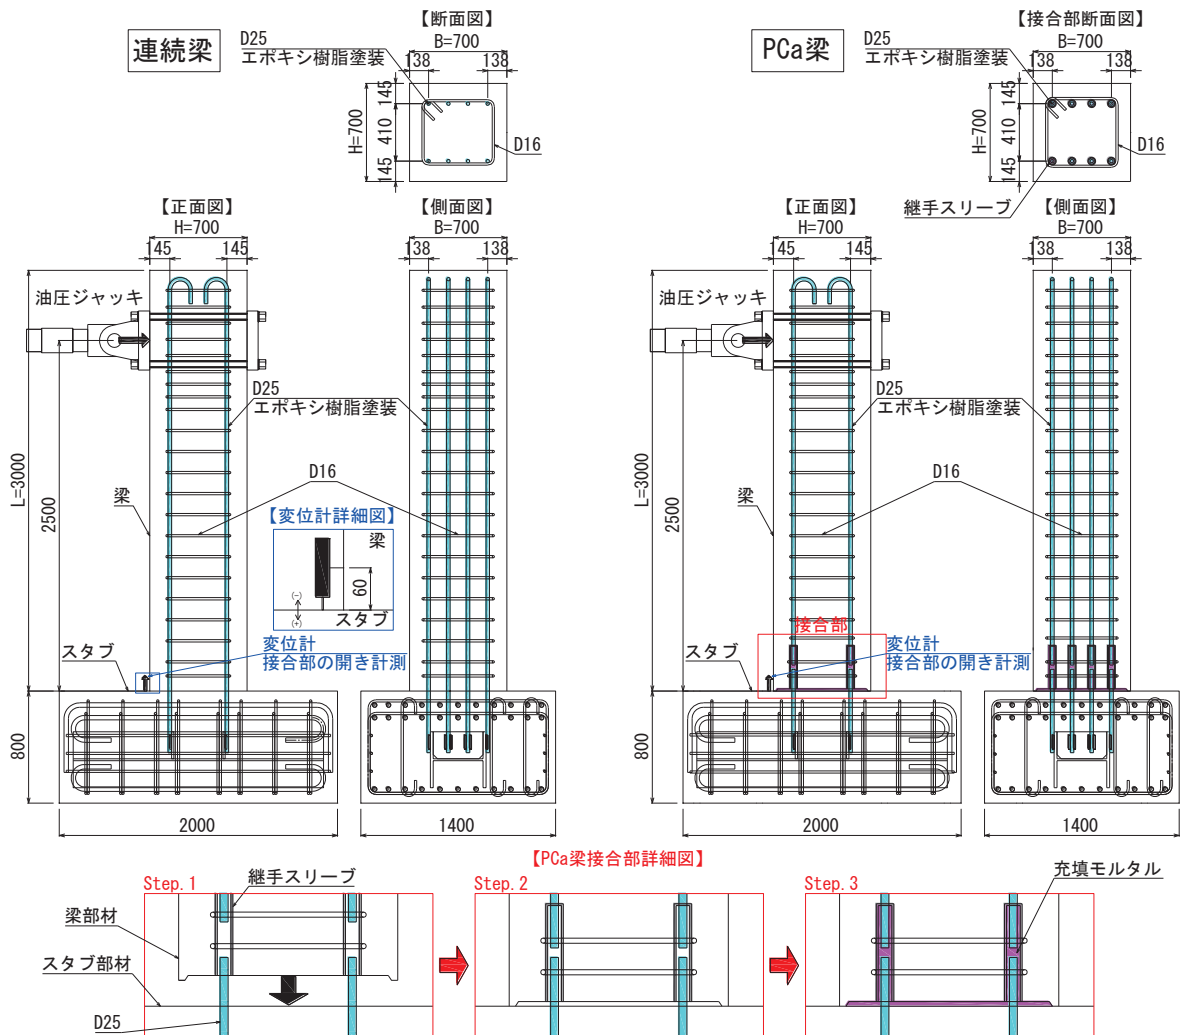 連続梁
【断面図】
B=700
D25
エポキシ樹脂塗装
138
138
145
410
145
H=700
D16
PCa梁
【接合部断面図】
B=700
D25
エポキシ樹脂塗装
138
138
145
410
145
H=700
D16
継手スリーブ
【正面図】
H=700
145
145
【側面図】
B=700
138
138
油圧ジャッキ
D25
エポキシ樹脂塗装
L=3000
2500
梁
D16
【変位計詳細図】
梁
60
(-)
(+)
スタブ
変位計
接合部の開き計測
スタブ
800
2000
1400
【正面図】
H=700
145
145
【側面図】
B=700
138
138
油圧ジャッキ
D25
エポキシ樹脂塗装
L=3000
2500
梁
D16
接合部
変位計
接合部の開き計測
スタブ
800
2000
1400
【PCa梁接合部詳細図】
Step.1
継手スリーブ
梁部材
スタブ部材
D25
Step.2
Step.3
充填モルタル